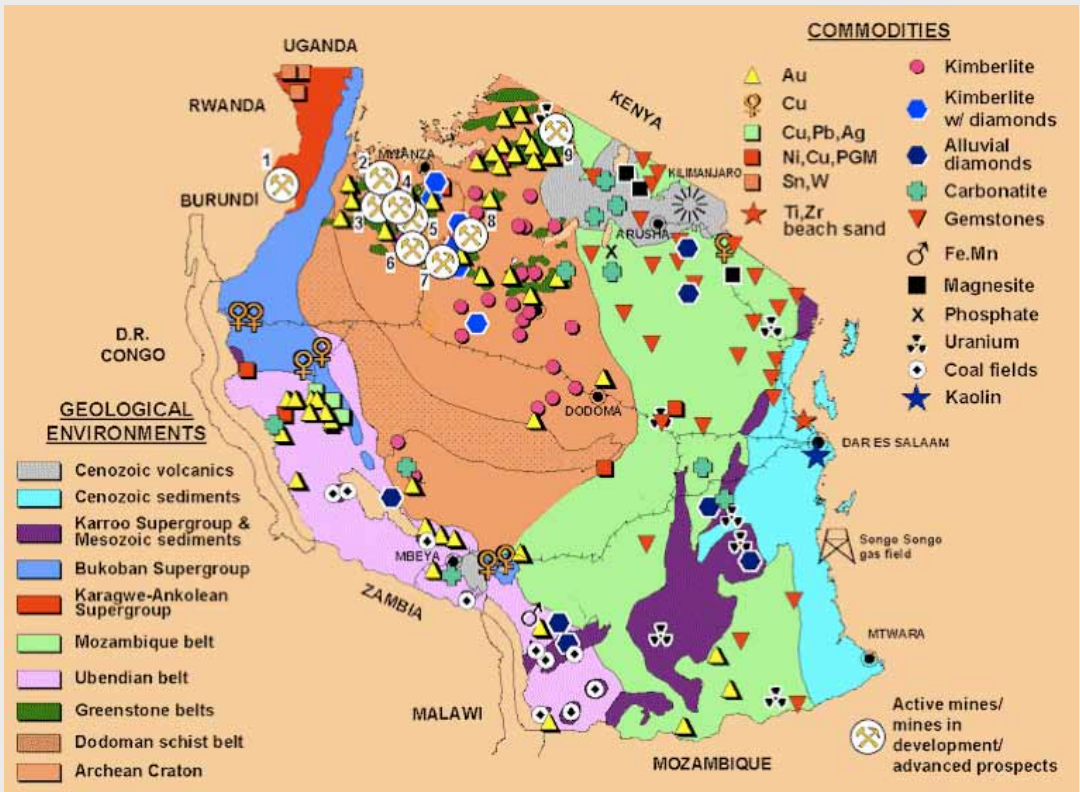 UGANDA
RWANDA
BURUNDI
KENYA
MWANZA
KILIMANJARO
ARUSHA
D.R.
CONGO
DODOMA
DAR ES SALAAM
MBEYA
ZAMBIA
Songo Songo
gas field
MTWARA
MALAWI
MOZAMBIQUE
1
2
3
4
5
6
7
8
9
X
COMMODITIES
Au
Cu
Cu,Pb,Ag
Ni,Cu,PGM
Sn,W
Ti,Zr
beach sand
Kimberlite
Kimberlite
w/ diamonds
Alluvial
diamonds
Carbonatite
Gemstones
Fe.Mn
Magnesite
X Phosphate
Uranium
Coal fields
Kaolin
GEOLOGICAL
ENVIRONMENTS
Cenozoic volcanics
Cenozoic sediments
Karroo Supergroup &
Mesozoic sediments
Bukoban Supergroup
Karagwe-Ankolean
Supergroup
Mozambique belt
Ubendian belt
Greenstone belts
Dodoman schist belt
Archean Craton
Active mines/
mines in
development/
advanced prospects